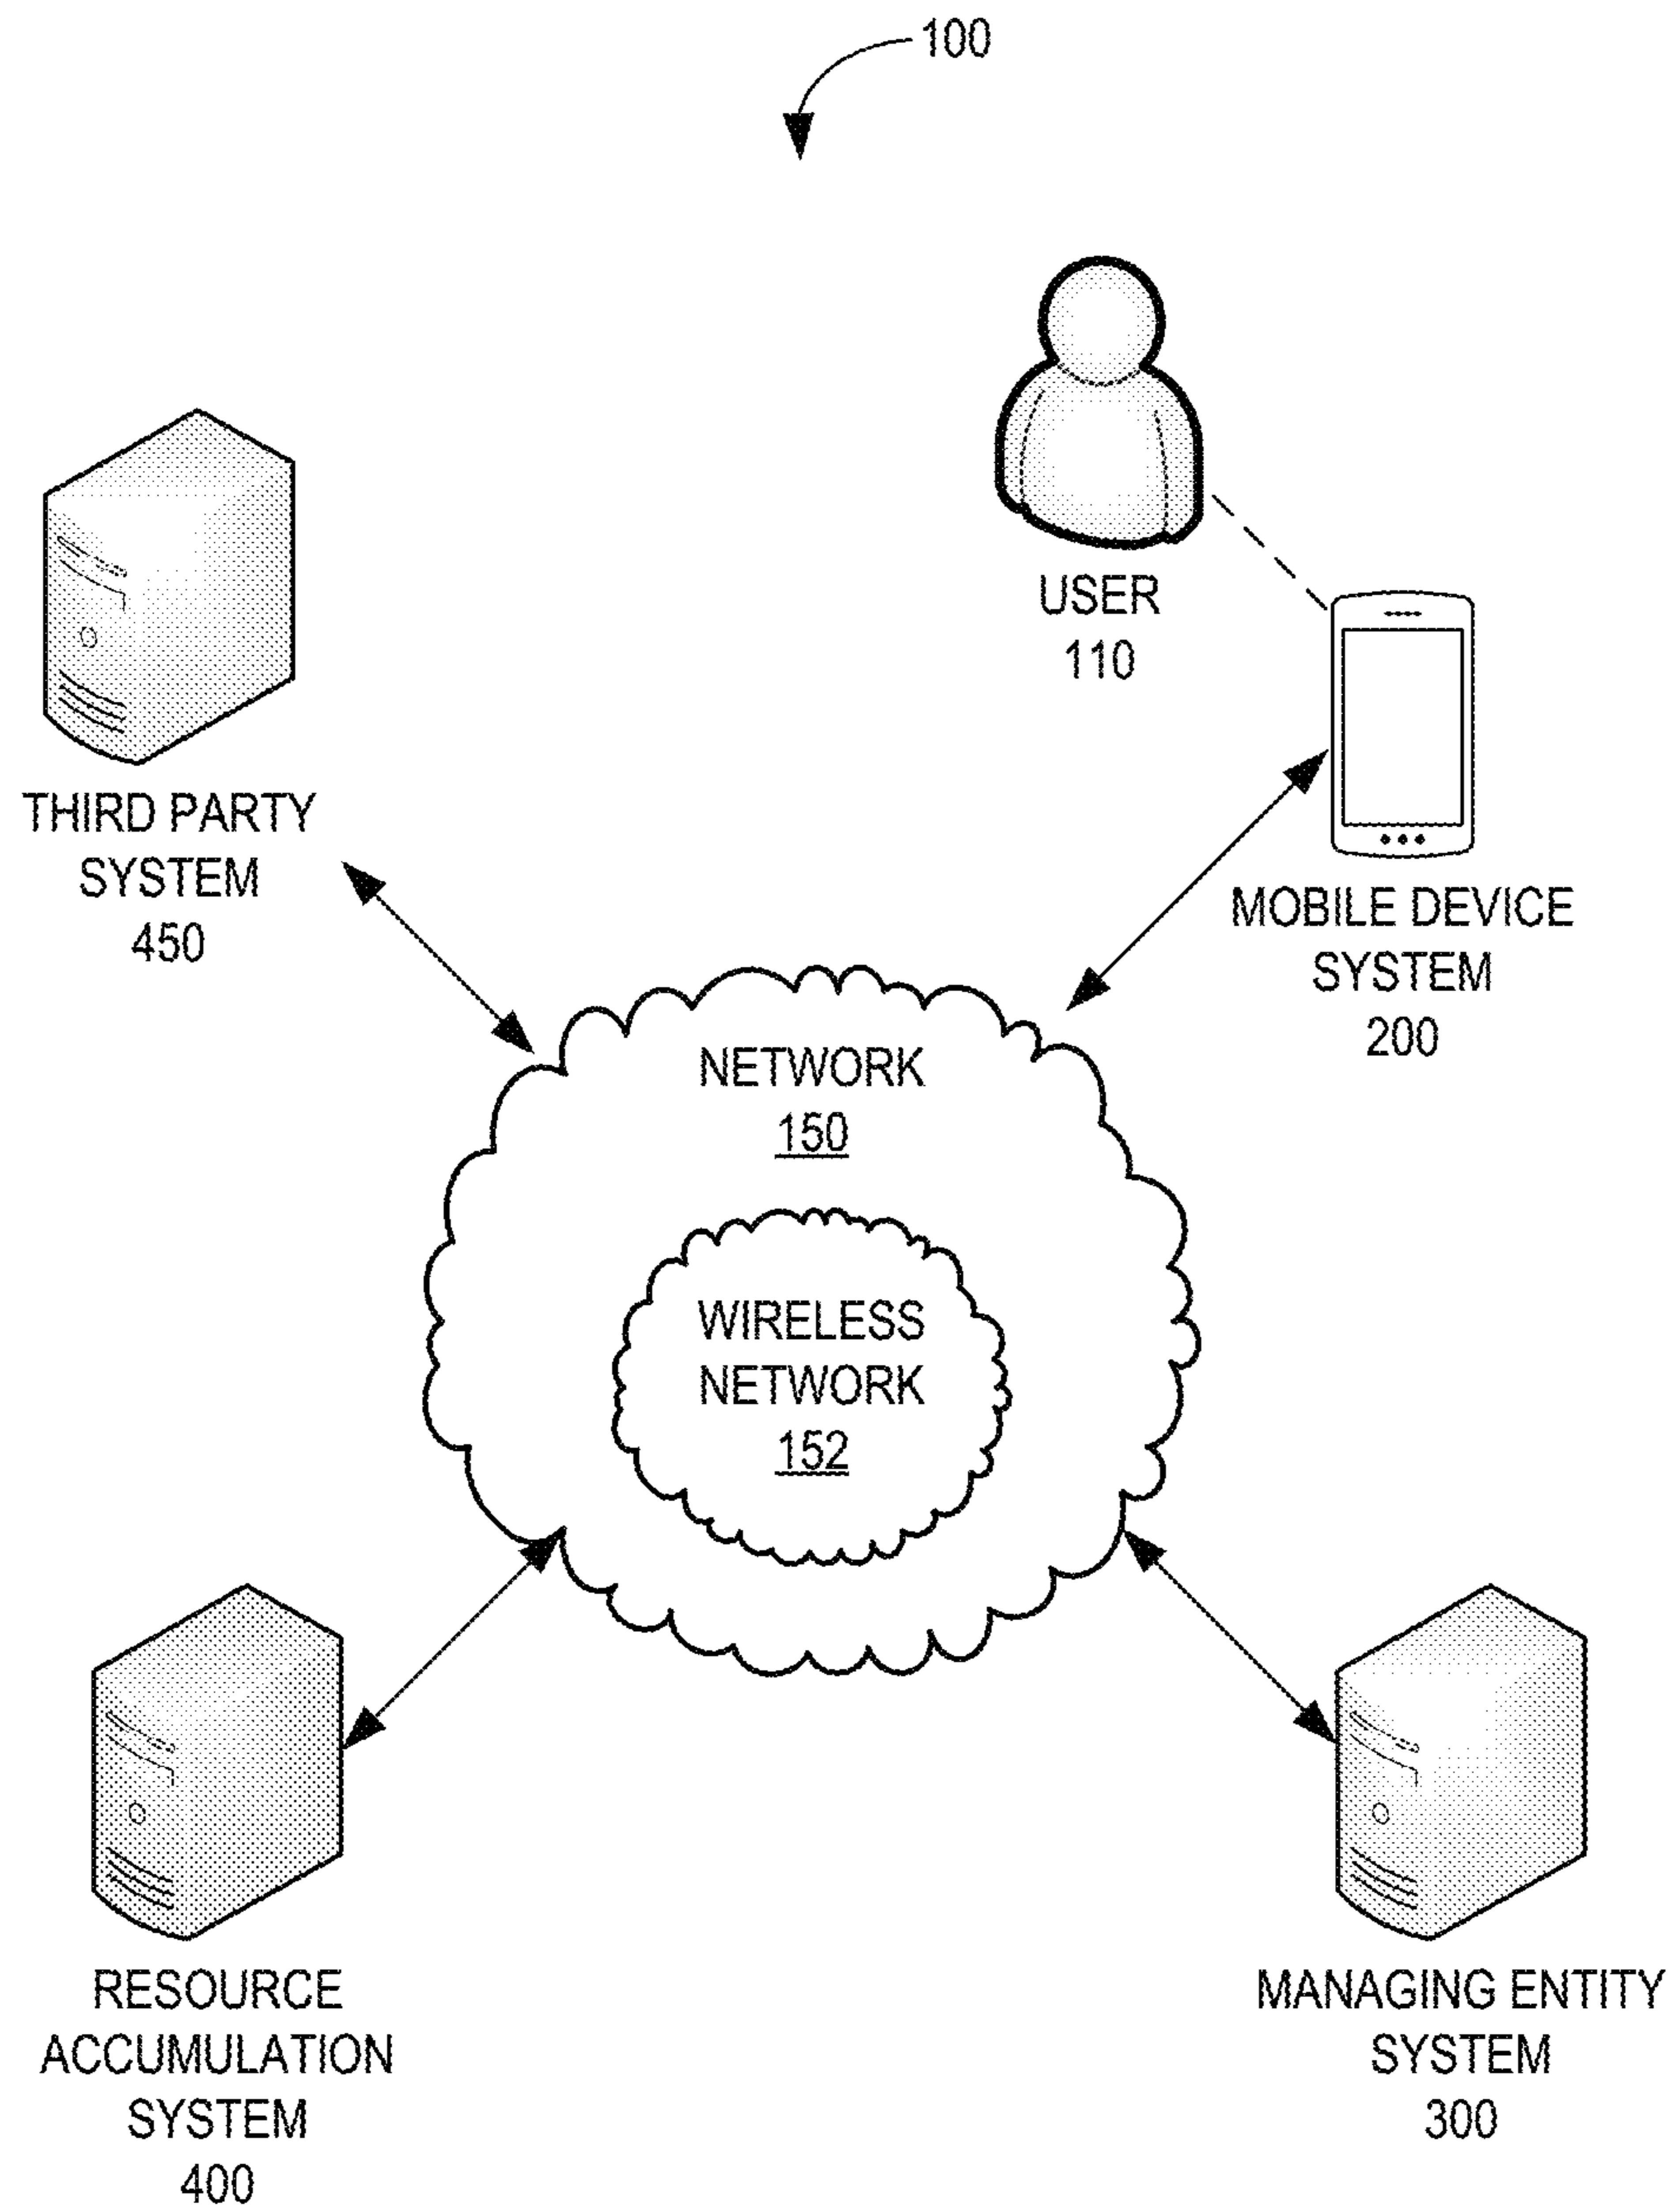 100
USER
110
THIRD PARTY
SYSTEM
450
MOBILE DEVICE
SYSTEM
200
NETWORK
150
WIRELESS
NETWORK
152
RESOURCE
ACCUMULATION
SYSTEM
400
MANAGING ENTITY
SYSTEM
300